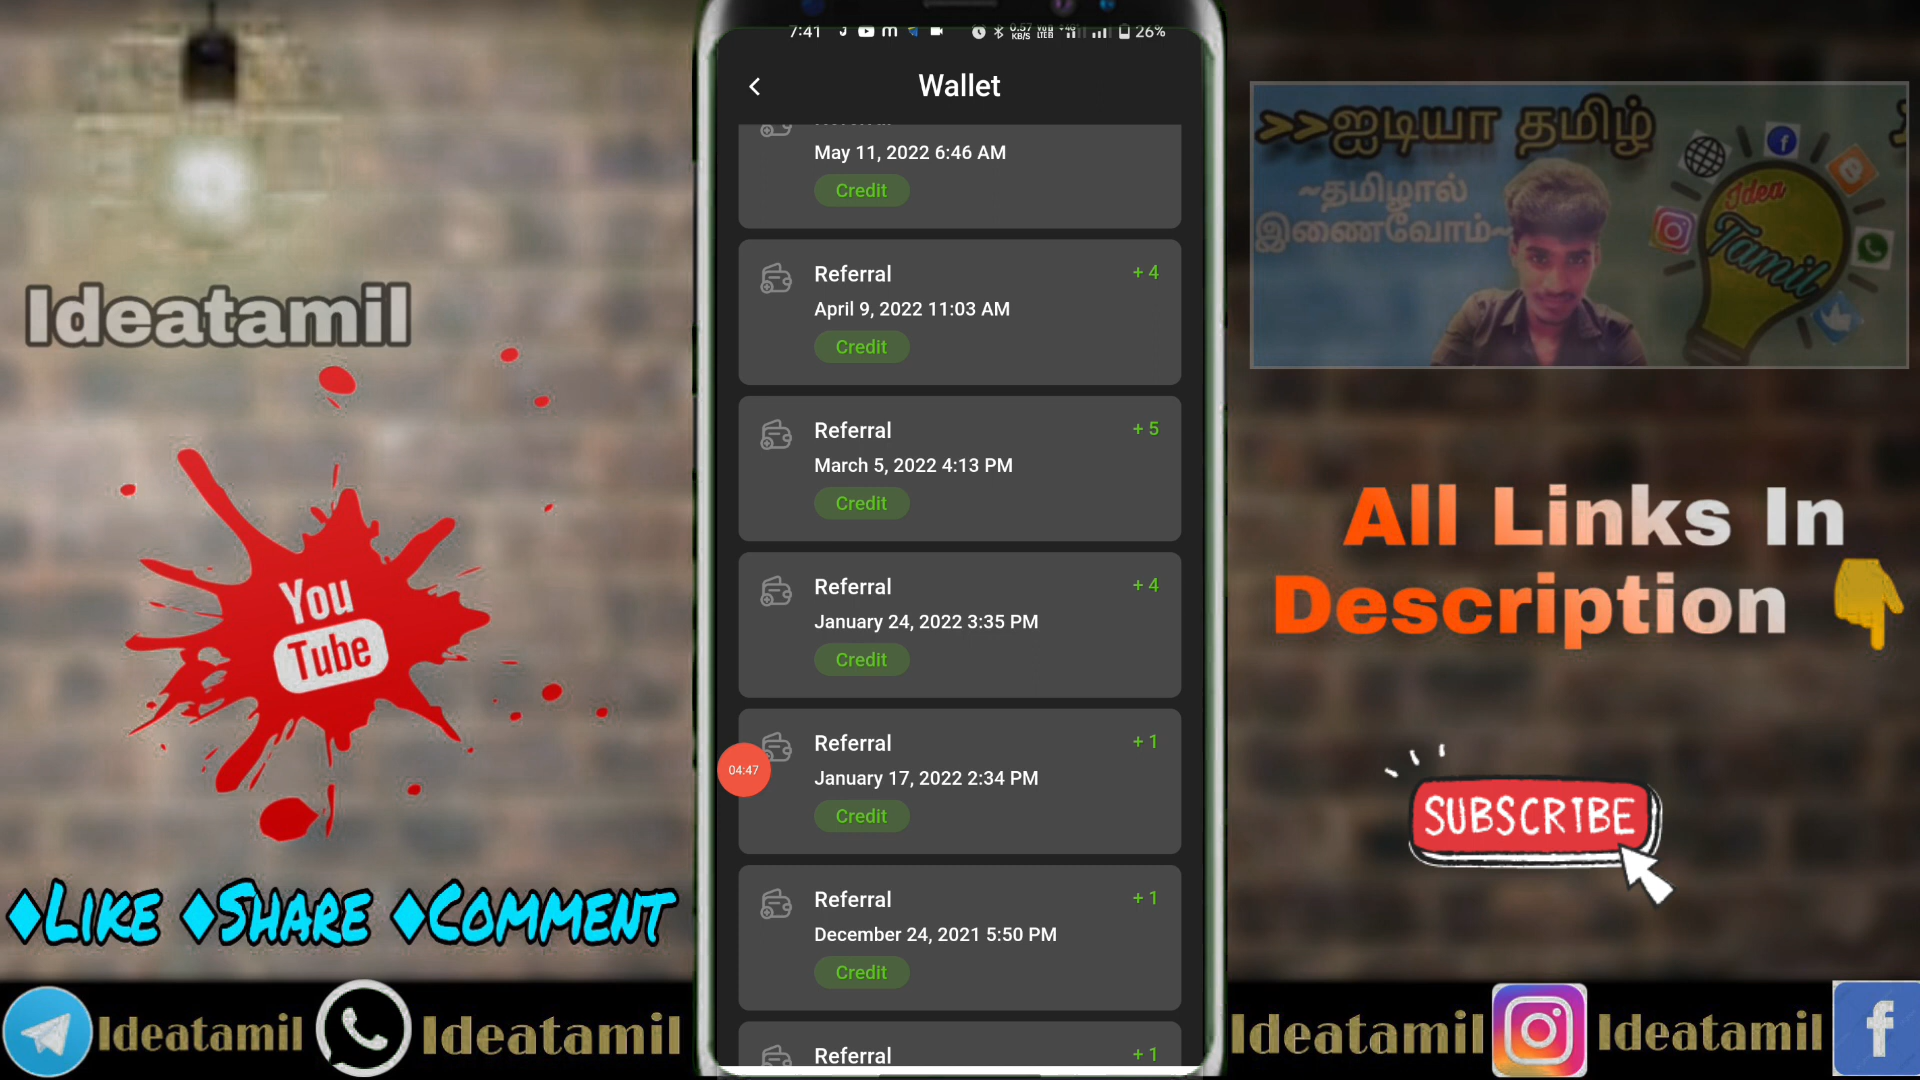 7:41
0.57
KB/S
26%
Wallet
May 11, 2022 6:46 AM
Credit
Referral
+ 4
April 9, 2022 11:03 AM
Credit
Referral
+ 5
March 5, 2022 4:13 PM
Credit
Referral
+ 4
January 24, 2022 3:35 PM
Credit
Referral
+ 1
January 17, 2022 2:34 PM
Credit
04:47
Referral
+ 1
December 24, 2021 5:50 PM
Credit
Referral
+ 1
Ideatamil
You
Tube
♦LIKE ♦SHARE ♦COMMENT
>>ஐடியா தமிழ்
~தமிழால்
இணைவோம்~
Idea
Tamil
All Links In
Description 👇
SUBSCRIBE
Ideatamil
Ideatamil
Ideatamil
Ideatamil